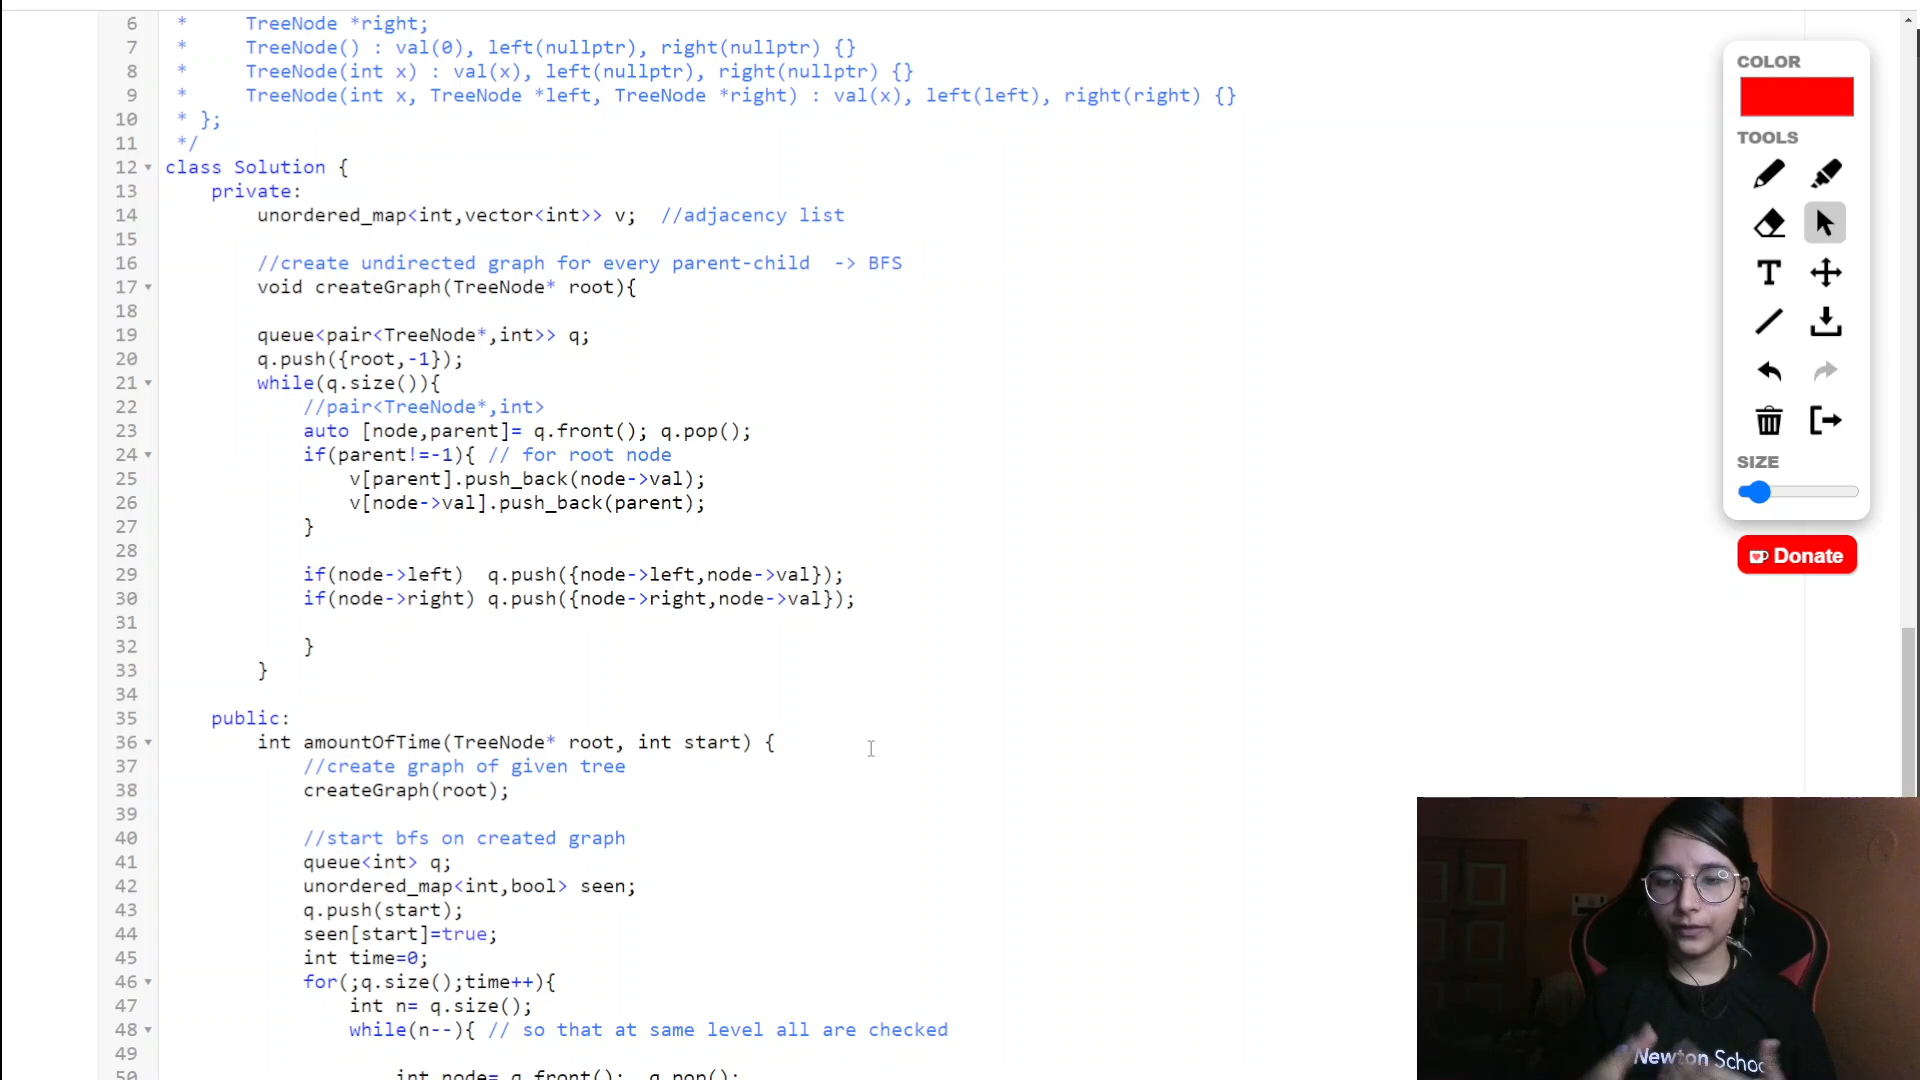 6 *     TreeNode *right;
7 *     TreeNode() : val(0), left(nullptr), right(nullptr) {}
8 *     TreeNode(int x) : val(x), left(nullptr), right(nullptr) {}
9 *     TreeNode(int x, TreeNode *left, TreeNode *right) : val(x), left(left), right(right) {}
10 * };
11 */
12 class Solution {
13     private:
14         unordered_map<int,vector<int>> v;  //adjacency list
15
16         //create undirected graph for every parent-child  -> BFS
17         void createGraph(TreeNode* root){
18
19         queue<pair<TreeNode*,int>> q;
20         q.push({root,-1});
21         while(q.size()){
22             //pair<TreeNode*,int>
23             auto [node,parent]= q.front(); q.pop();
24             if(parent!=-1){ // for root node
25                 v[parent].push_back(node->val);
26                 v[node->val].push_back(parent);
27             }
28
29             if(node->left)  q.push({node->left,node->val});
30             if(node->right) q.push({node->right,node->val});
31
32             }
33         }
34
35     public:
36         int amountOfTime(TreeNode* root, int start) {
37             //create graph of given tree
38             createGraph(root);
39
40             //start bfs on created graph
41             queue<int> q;
42             unordered_map<int,bool> seen;
43             q.push(start);
44             seen[start]=true;
45             int time=0;
46             for(;q.size();time++){
47                 int n= q.size();
48                 while(n--){ // so that at same level all are checked
49
50                     int node= q.front();  q.pop();
COLOR
TOOLS
T
SIZE
Donate
Newton Schoo